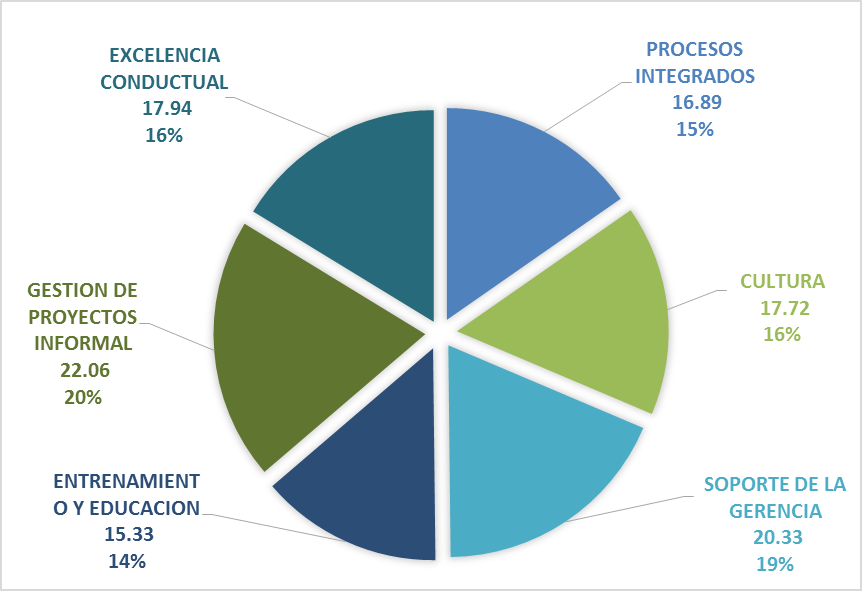 EXCELENCIA
CONDUCTUAL
17.94
16%
PROCESOS
INTEGRADOS
16.89
15%
CULTURA
17.72
16%
GESTION DE
PROYECTOS
INFORMAL
22.06
20%
ENTRENAMIENT
O Y EDUCACION
15.33
14%
SOPORTE DE LA
GERENCIA
20.33
19%